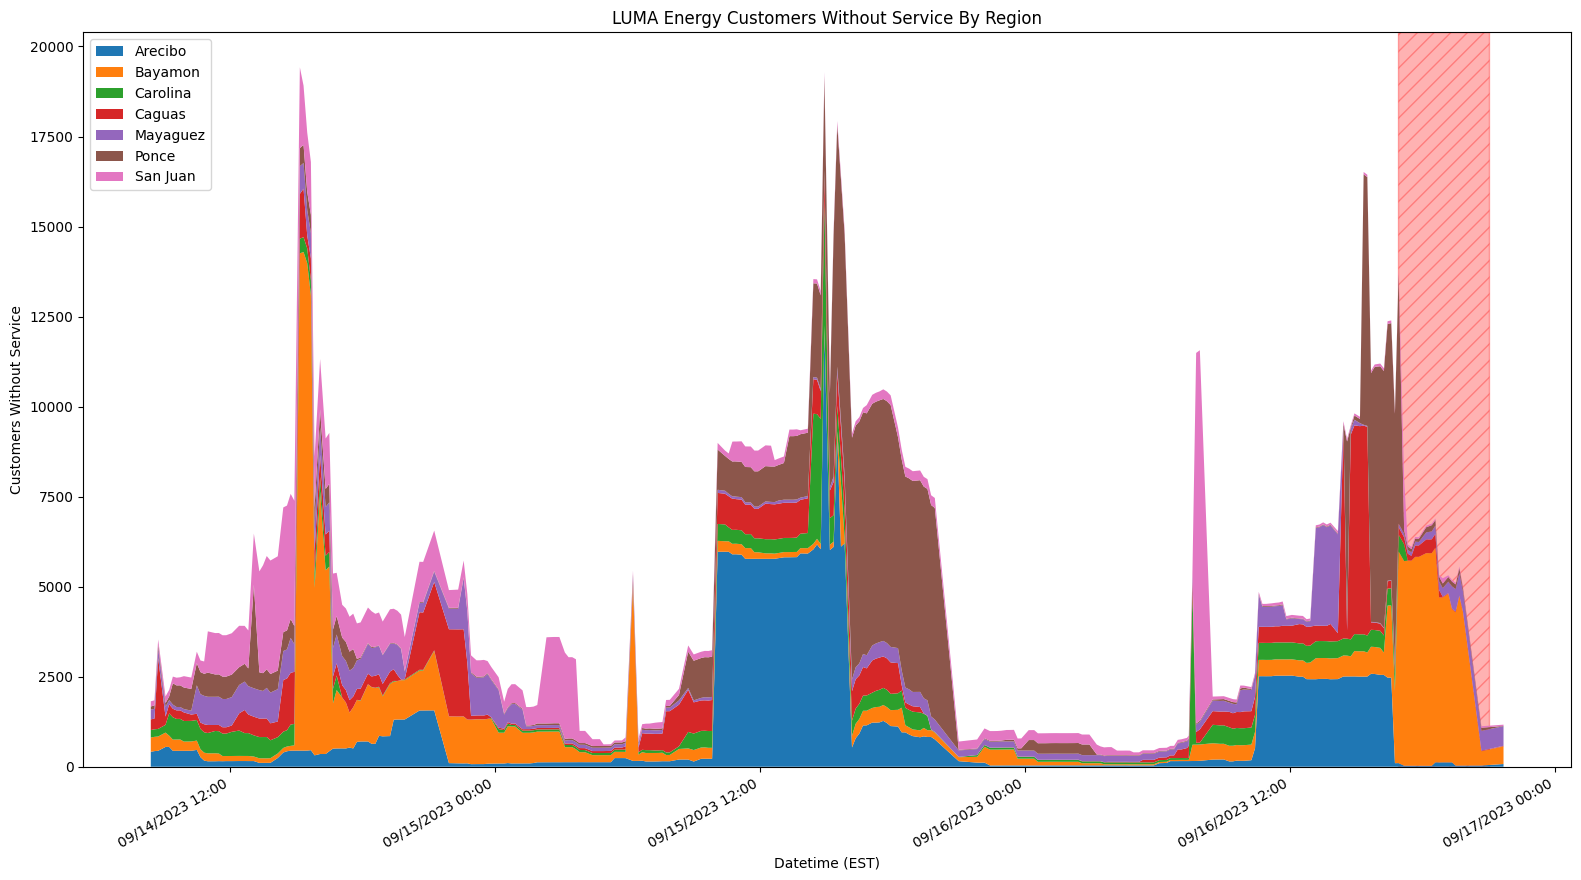 LUMA Energy Customers Without Service By Region
Arecibo
Bayamon
Carolina
Caguas
Mayaguez
Ponce
San Juan
Customers Without Service
20000
17500
15000
12500
10000
7500
5000
2500
0
09/14/2023 12:00
09/15/2023 00:00
09/15/2023 12:00
09/16/2023 00:00
09/16/2023 12:00
09/17/2023 00:00
Datetime (EST)